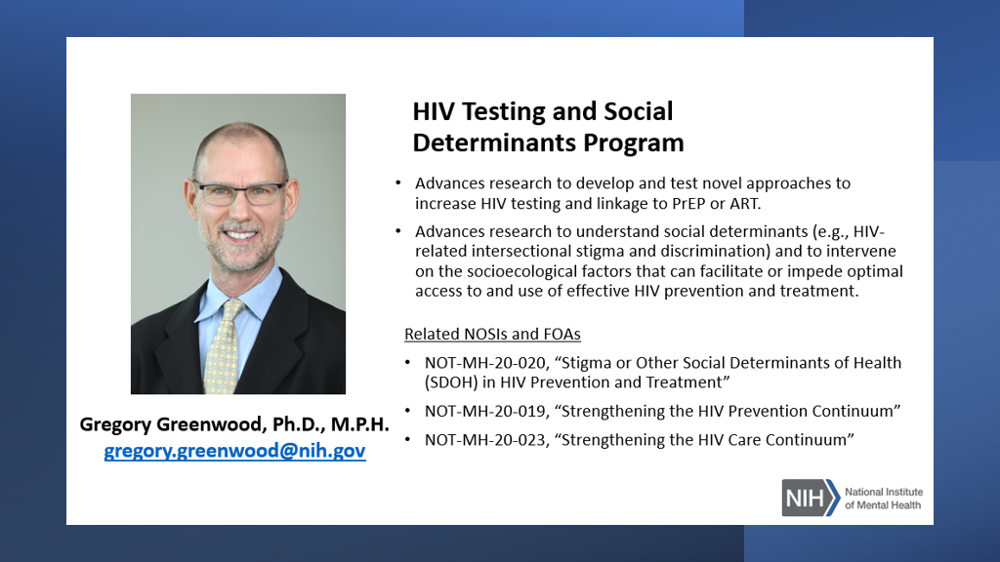 HIV Testing and Social
Determinants Program
• Advances research to develop and test novel approaches to
increase HIV testing and linkage to PrEP or ART.
• Advances research to understand social determinants (e.g., HIV-
related intersectional stigma and discrimination) and to intervene
on the socioecological factors that can facilitate or impede optimal
access to and use of effective HIV prevention and treatment.
Related NOSIs and FOAs
• NOT-MH-20-020, “Stigma or Other Social Determinants of Health
(SDOH) in HIV Prevention and Treatment”
• NOT-MH-20-019, “Strengthening the HIV Prevention Continuum”
• NOT-MH-20-023, “Strengthening the HIV Care Continuum”
Gregory Greenwood, Ph.D., M.P.H.
gregory.greenwood@nih.gov
NIH
National Institute
of Mental Health